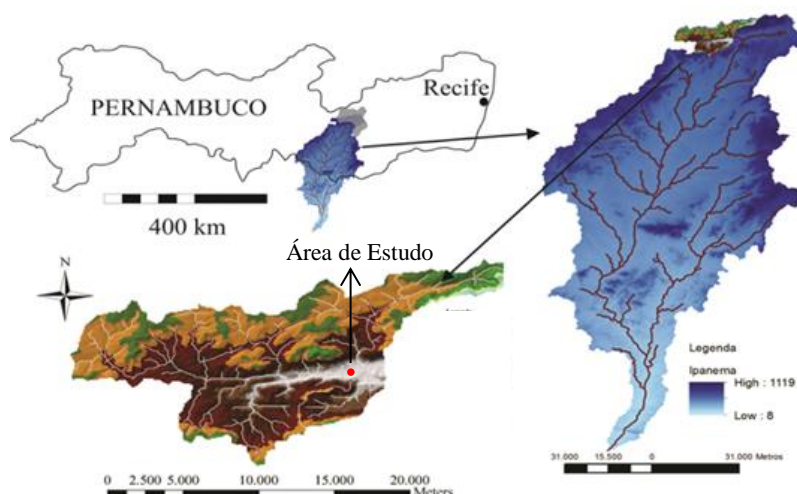 PERNAMBUCO
Recife
400 km
Área de Estudo
N
0 2.500 5.000 10.000 15.000 20.000
Meters
Legenda
Ipanema
High : 1119
Low : 8
31.000 15.500 0 31.000 Metros